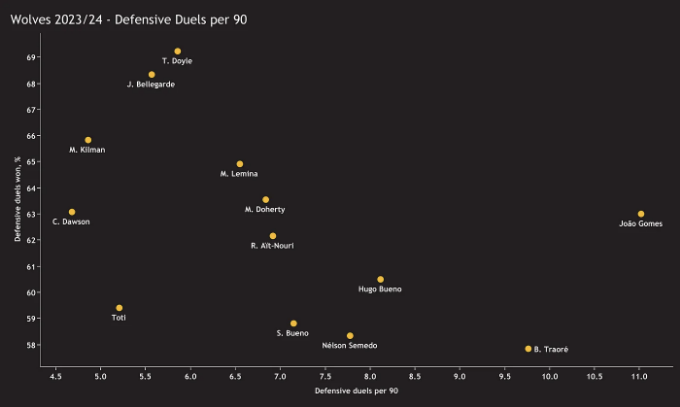 Wolves 2023/24 - Defensive Duels per 90
69
T. Doyle
J. Bellegarde
68
67
66
M. Kilman
65
M. Lemina
64
M. Doherty
63
C. Dawson
João Gomes
62
R. Aït-Nouri
61
Hugo Bueno
60
Toti
59
S. Bueno
Nélson Semedo
58
B. Traoré
Defensive duels won, %
4.5 5.0 5.5 6.0 6.5 7.0 7.5 8.0 8.5 9.0 9.5 10.0 10.5 11.0
Defensive duels per 90